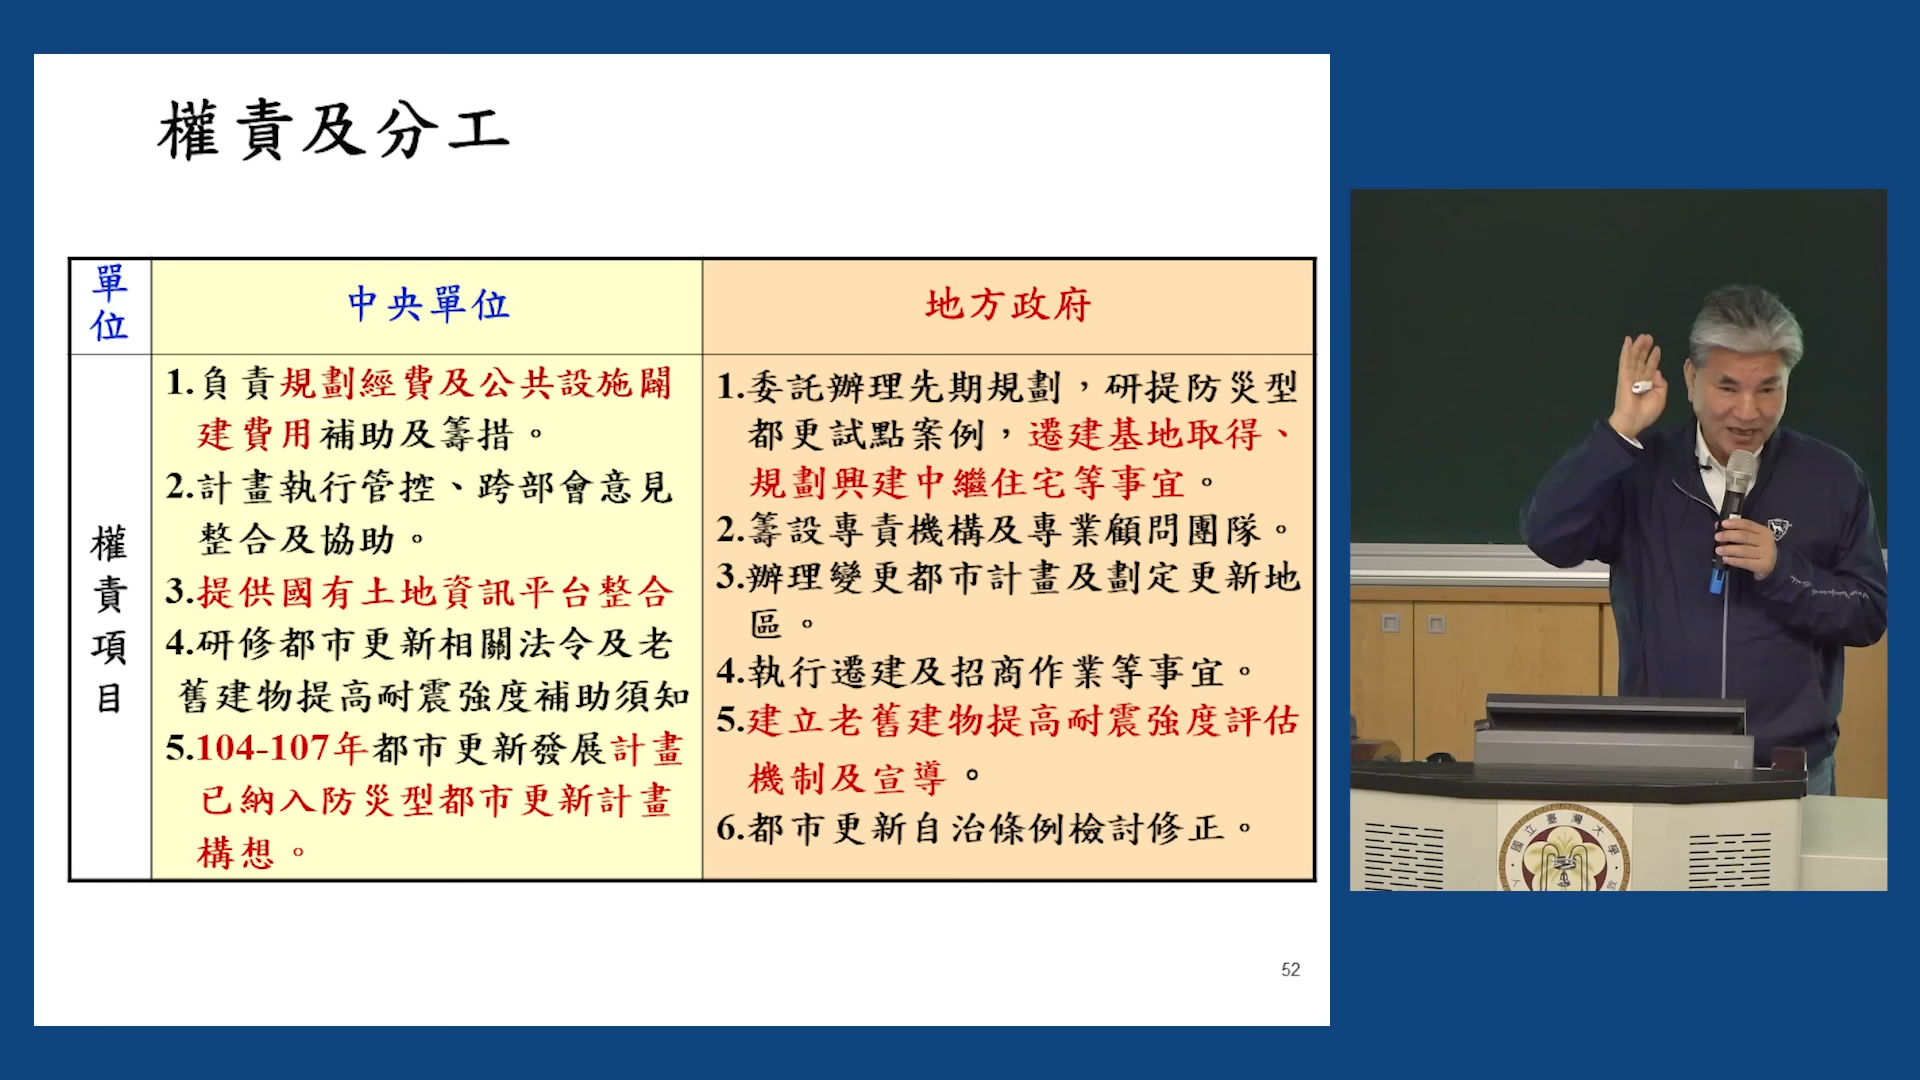 權責及分工
單位
中央單位
地方政府
權責項目
1.負責規劃經費及公共設施闢
建費用補助及籌措。
2.計畫執行管控、跨部會意見
整合及協助。
3.提供國有土地資訊平台整合
4.研修都市更新相關法令及老
舊建物提高耐震強度補助須知
5.104-107年都市更新發展計畫
已納入防災型都市更新計畫
構想。
1.委託辦理先期規劃，研提防災型
都更試點案例，遷建基地取得、
規劃興建中繼住宅等事宜。
2.籌設專責機構及專業顧問團隊。
3.辦理變更都市計畫及劃定更新地
區。
4.執行遷建及招商作業等事宜。
5.建立老舊建物提高耐震強度評估
機制及宣導。
6.都市更新自治條例檢討修正。
52
國立臺灣大學